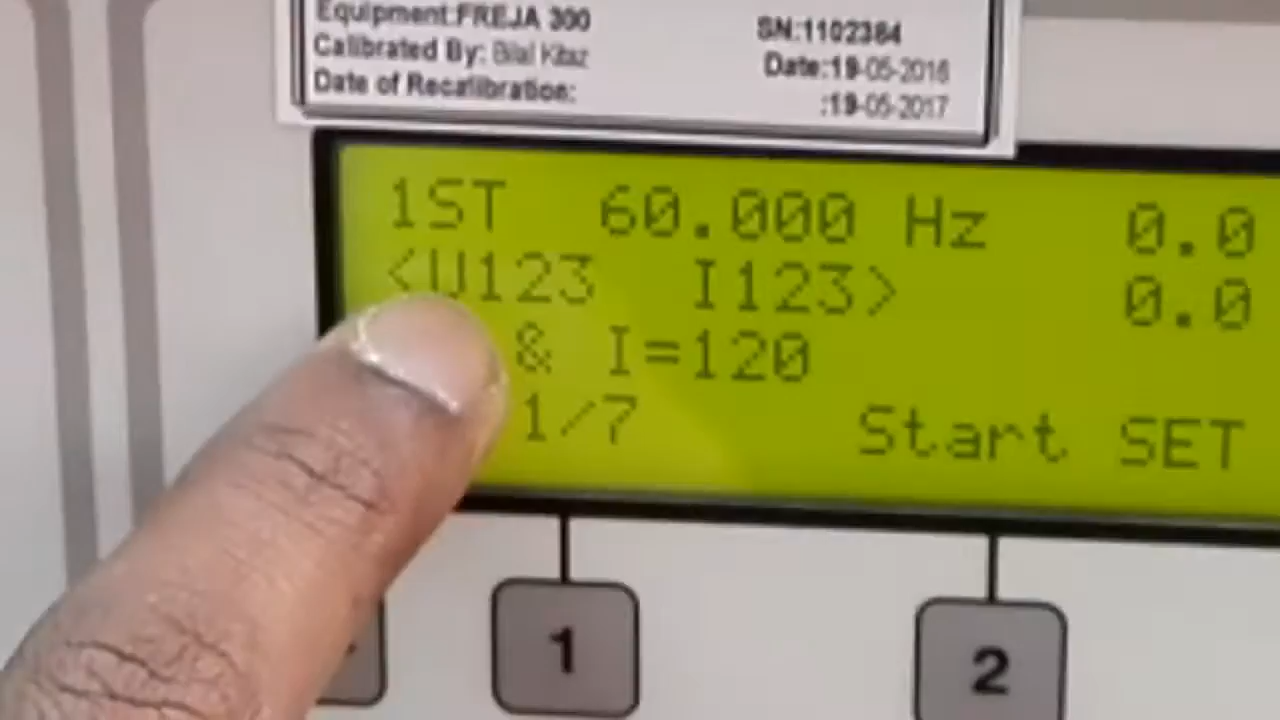 Equipment:FREJA 300 SN:1102384
Calibrated By: Bilal Date:19-05-2016
Date of Recalibration: :19-05-2017
1ST 60.000 Hz 0.0
<U123 I123> 0.0
& I=120
1/7 Start SET
1
2